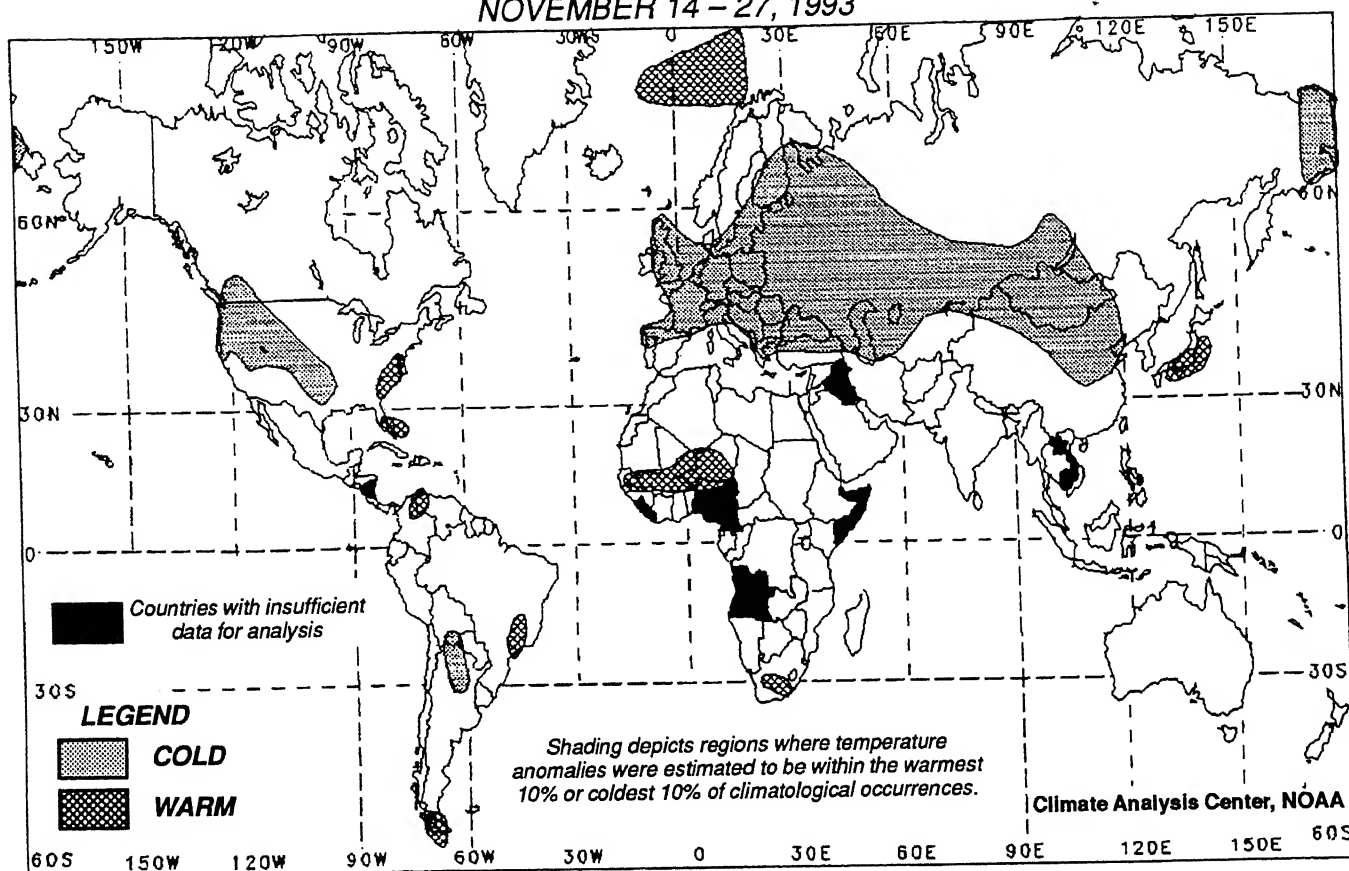 NOVEMBER 14 – 27, 1993
150W 120W 90W 60W 30W 0 30E 60E 90E 120E 150E
60N
60N
30N
30N
0
0
Countries with insufficient
data for analysis
30S
30S
LEGEND
COLD
WARM
Shading depicts regions where temperature
anomalies were estimated to be within the warmest
10% or coldest 10% of climatological occurrences.
Climate Analysis Center, NOAA
60S 150W 120W 90W 60W 30W 0 30E 60E 90E 120E 150E 60S